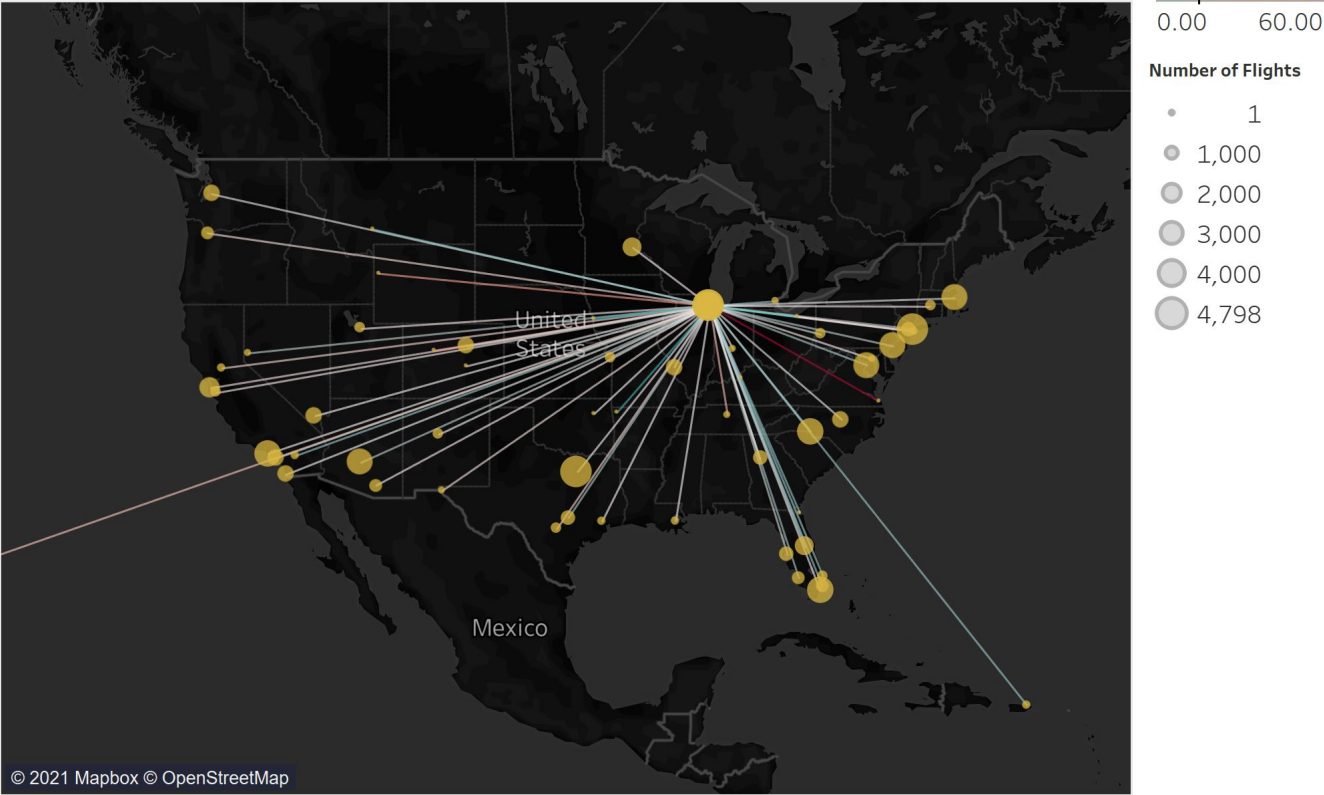 0.00 60.00
Number of Flights
1
1,000
2,000
3,000
4,000
4,798
United
States
Mexico
© 2021 Mapbox © OpenStreetMap